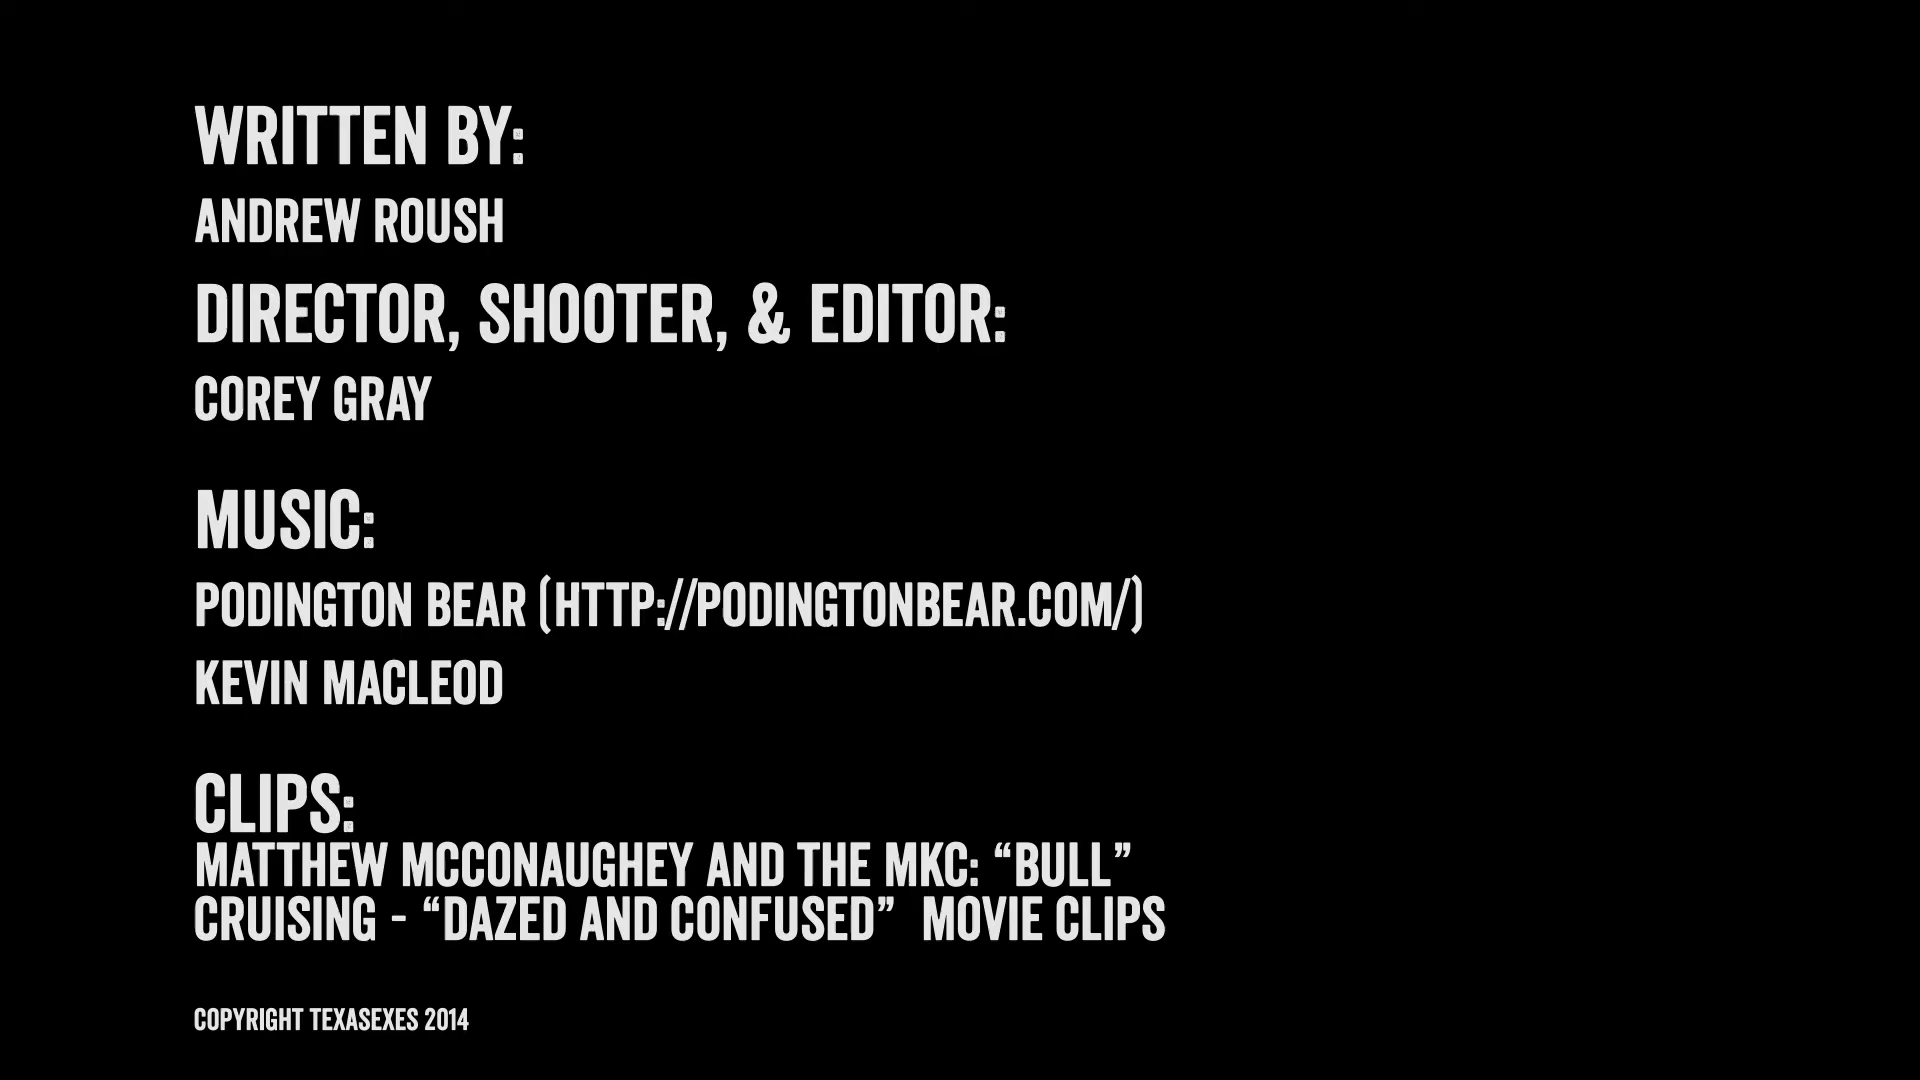 WRITTEN BY:
ANDREW ROUSH
DIRECTOR, SHOOTER, & EDITOR:
COREY GRAY
MUSIC:
PODINGTON BEAR (HTTP://PODINGTONBEAR.COM/)
KEVIN MACLEOD
CLIPS:
MATTHEW MCCONAUGHEY AND THE MKC: “BULL”
CRUISING - “DAZED AND CONFUSED” MOVIE CLIPS
COPYRIGHT TEXASEXES 2014